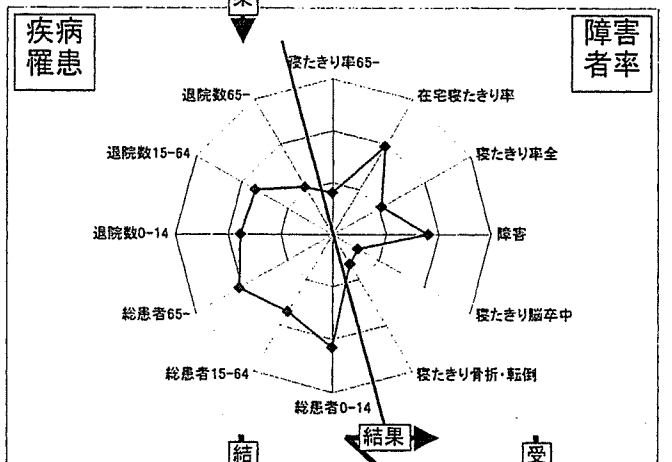 疾病
罹患
障害
者率
寝たきり率65-
在宅寝たきり率
寝たきり率全
障害
寝たきり脳卒中
寝たきり骨折・転倒
総患者0-14
総患者15-64
総患者65-
退院数0-14
退院数15-64
退院数65-
結果
結
受